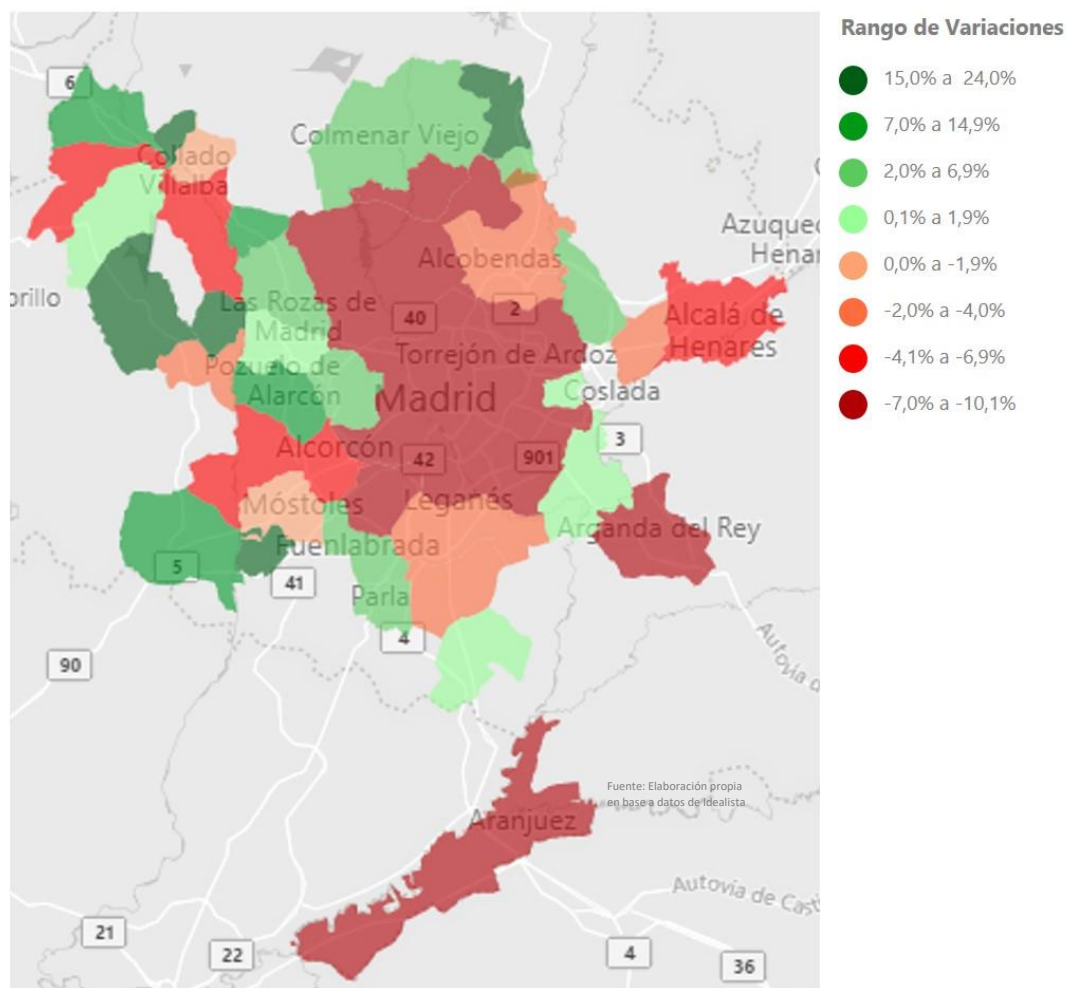 Rango de Variaciones
15,0% a 24,0%
7,0% a 14,9%
2,0% a 6,9%
0,1% a 1,9%
0,0% a -1,9%
-2,0% a -4,0%
-4,1% a -6,9%
-7,0% a -10,1%
6
Colmenar Viejo
Collado
Villalba
Azuquec
Henar
Alcobendas
orillo
Las Rozas de
Madrid
40
2
Alcalá de
Henares
Torrejón de Ardoz
Pozuelo de
Alarcón
Madrid
Coslada
Alcorcón
42
901
3
Móstoles
Leganés
Arganda del Rey
Fuenlabrada
5
41
Parla
4
90
Autovía d
Fuente: Elaboración propia
en base a datos de Idealista
Aranjuez
Autovía de Cast
21
22
4
36